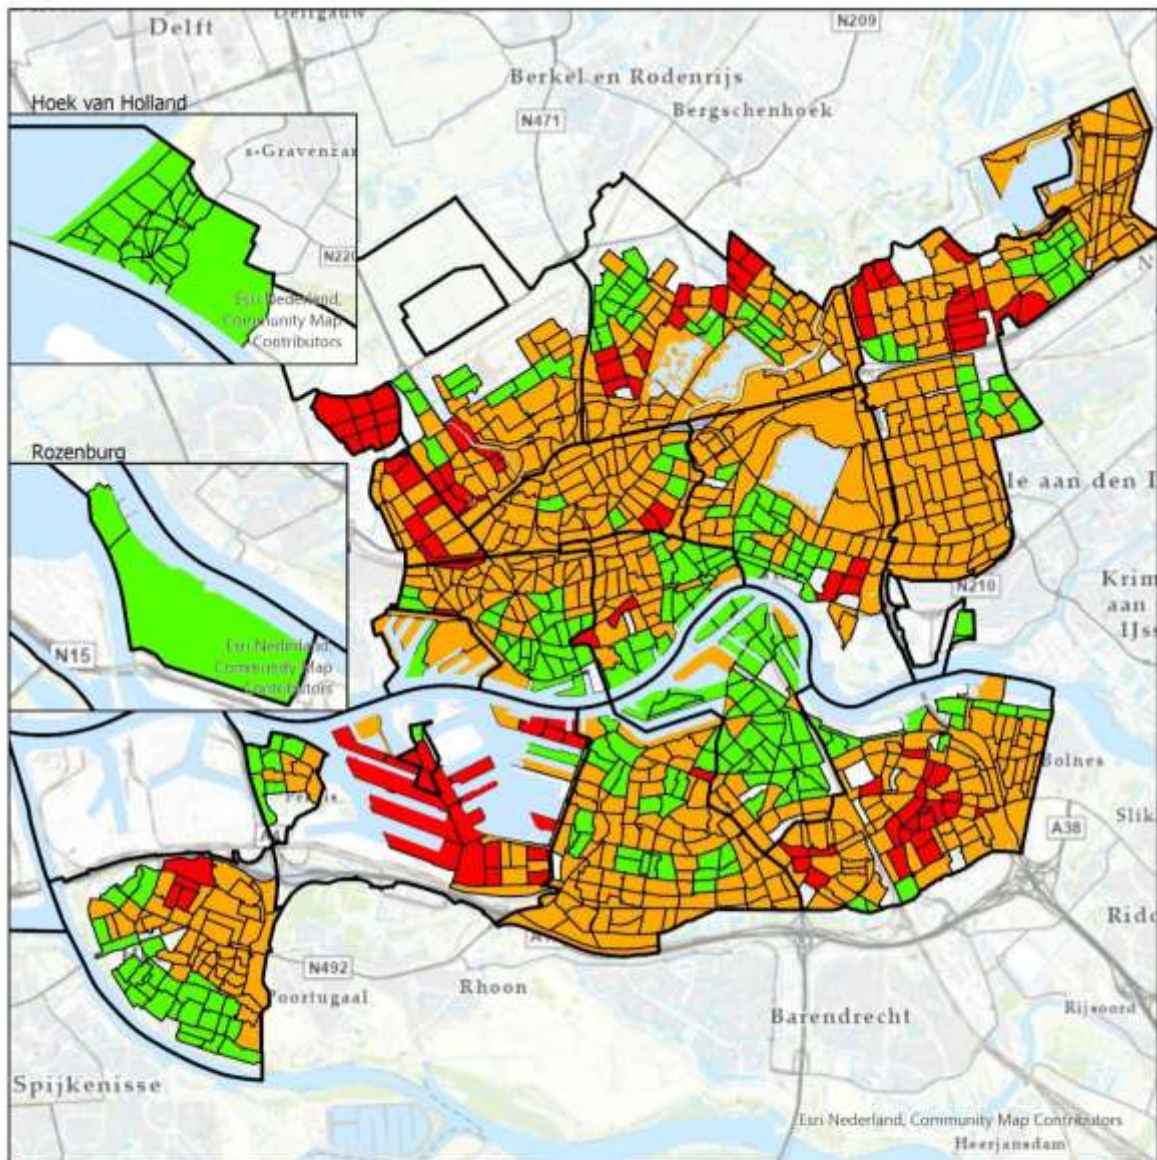 Delft
Delfgauw
N209
Berkel en Rodenrijs
Bergschenhoek
N471
Hoek van Holland
s-Gravenzan
N220
Esri Nederland,
Community Map
Contributors
Rozenburg
le aan den I
N210
Krim
aan
IJss
N15
Esri Nederland,
Community Map
Contributors
Bolnes
Slik
A38
Ridd
N492
Poortugaal
Rhoon
Barendrecht
Rijsoord
Spijkenisse
Esri Nederland, Community Map Contributors
Heerjansdam